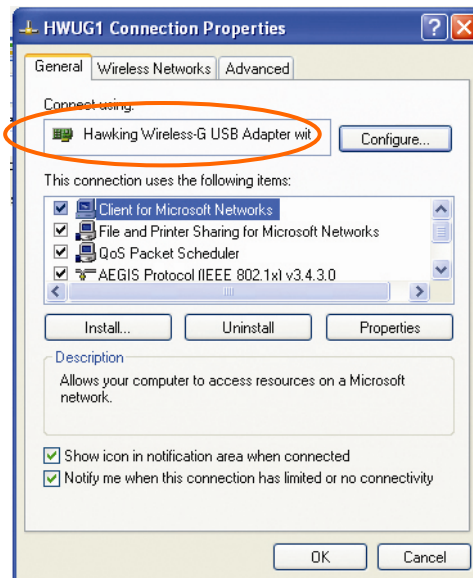 HWUG1 Connection Properties
General Wireless Networks Advanced
Connect using:
Hawking Wireless-G USB Adapter wit
Configure...
This connection uses the following items:
Client for Microsoft Networks
File and Printer Sharing for Microsoft Networks
QoS Packet Scheduler
AEGIS Protocol (IEEE 802.1x) v3.4.3.0
Install... Uninstall Properties
Description
Allows your computer to access resources on a Microsoft
network.
Show icon in notification area when connected
Notify me when this connection has limited or no connectivity
OK Cancel